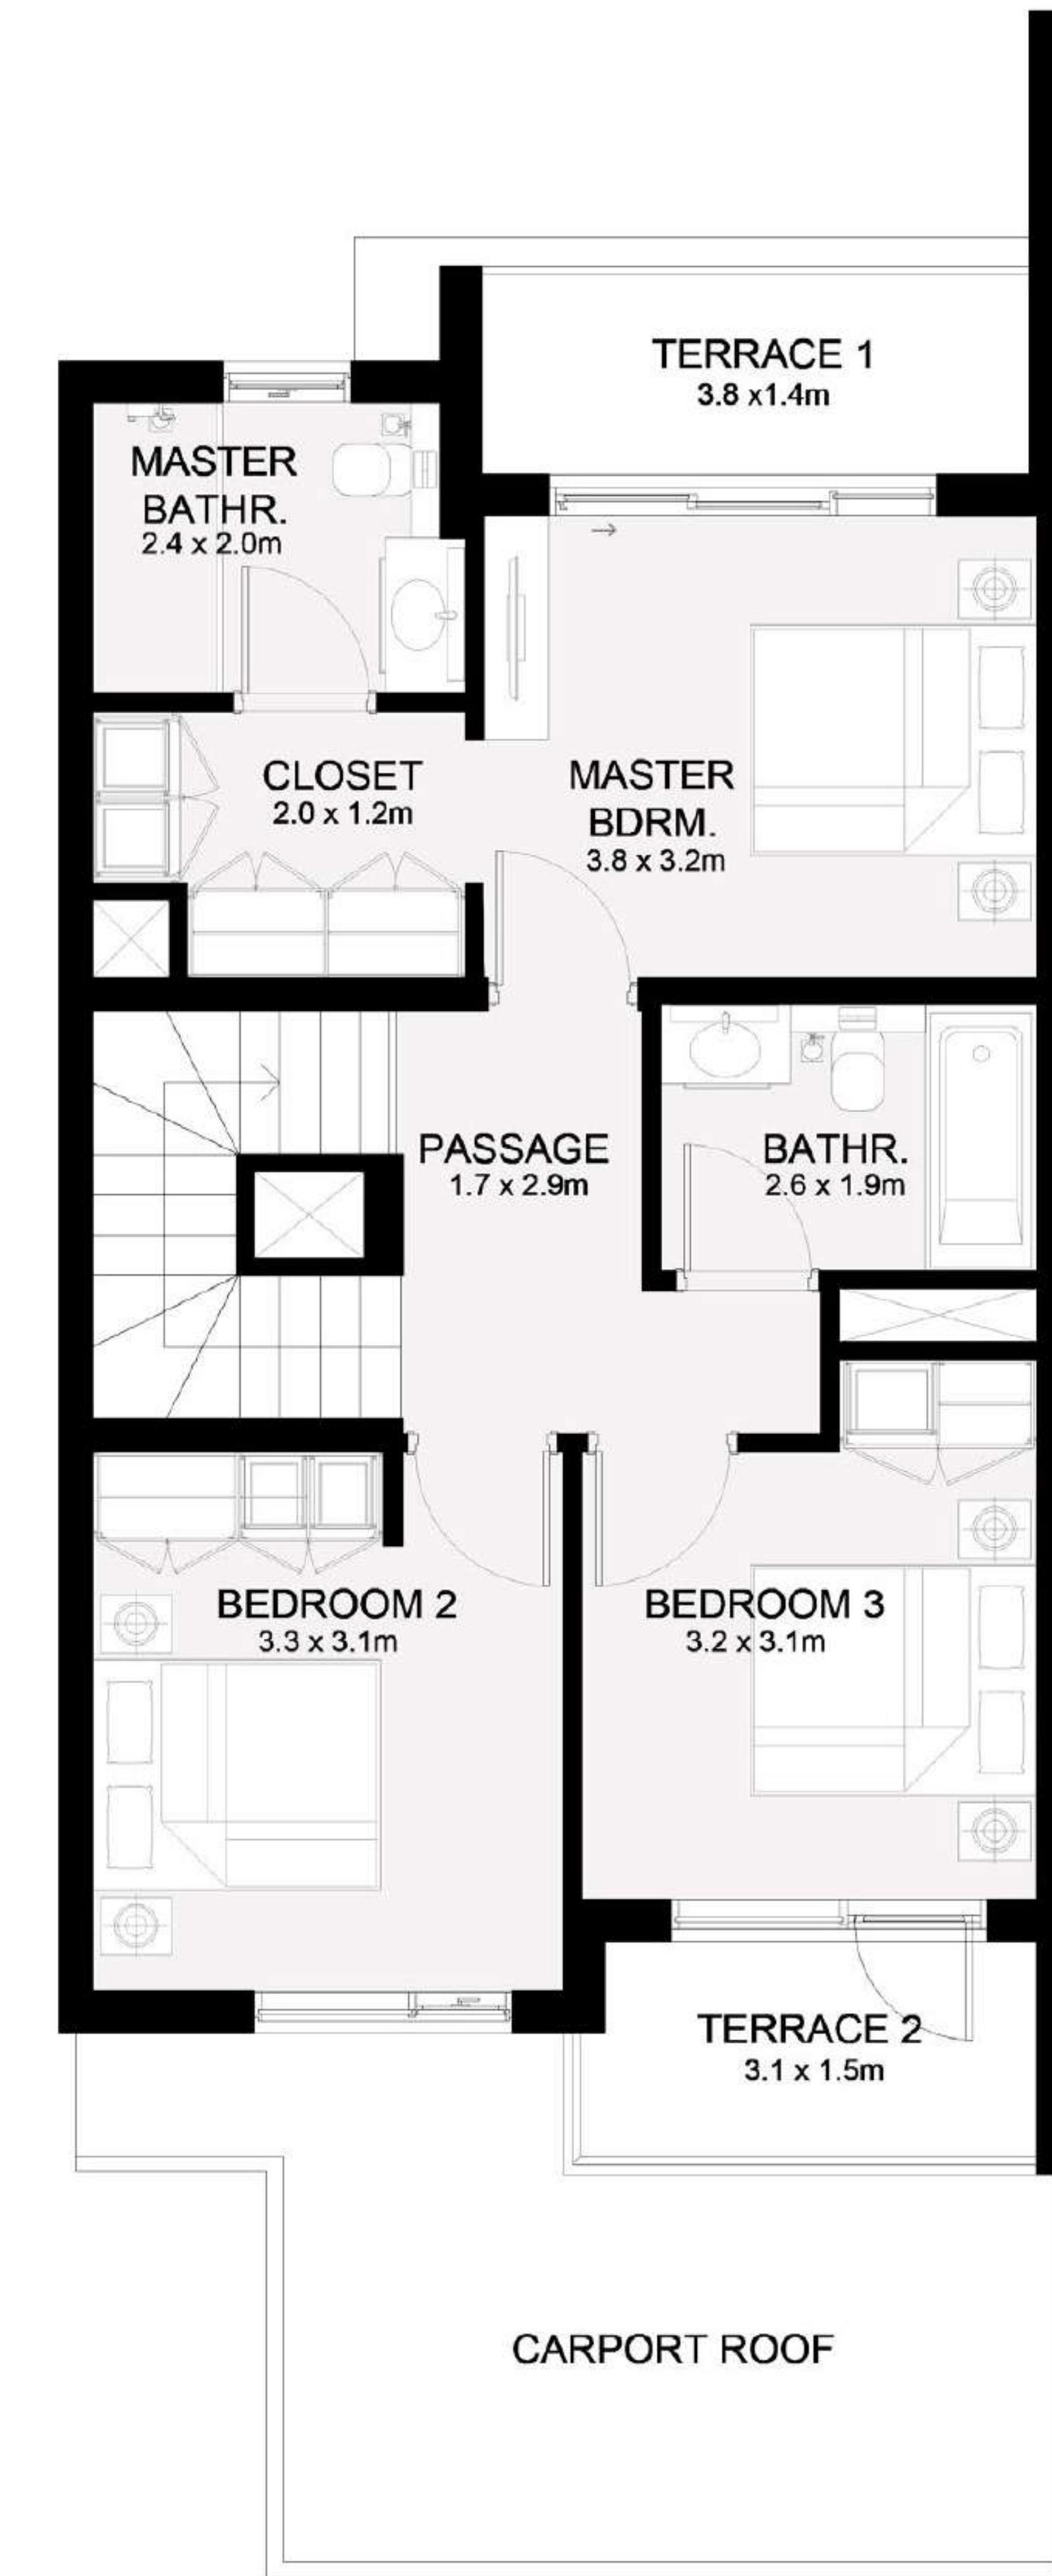 TERRACE 1
3.8 x1.4m
MASTER
BATHR.
2.4 x 2.0m
CLOSET
2.0 x 1.2m
MASTER
BDRM.
3.8 x 3.2m
PASSAGE
1.7 x 2.9m
BATHR.
2.6 x 1.9m
BEDROOM 2
3.3 x 3.1m
BEDROOM 3
3.2 x 3.1m
TERRACE 2
3.1 x 1.5m
CARPORT ROOF